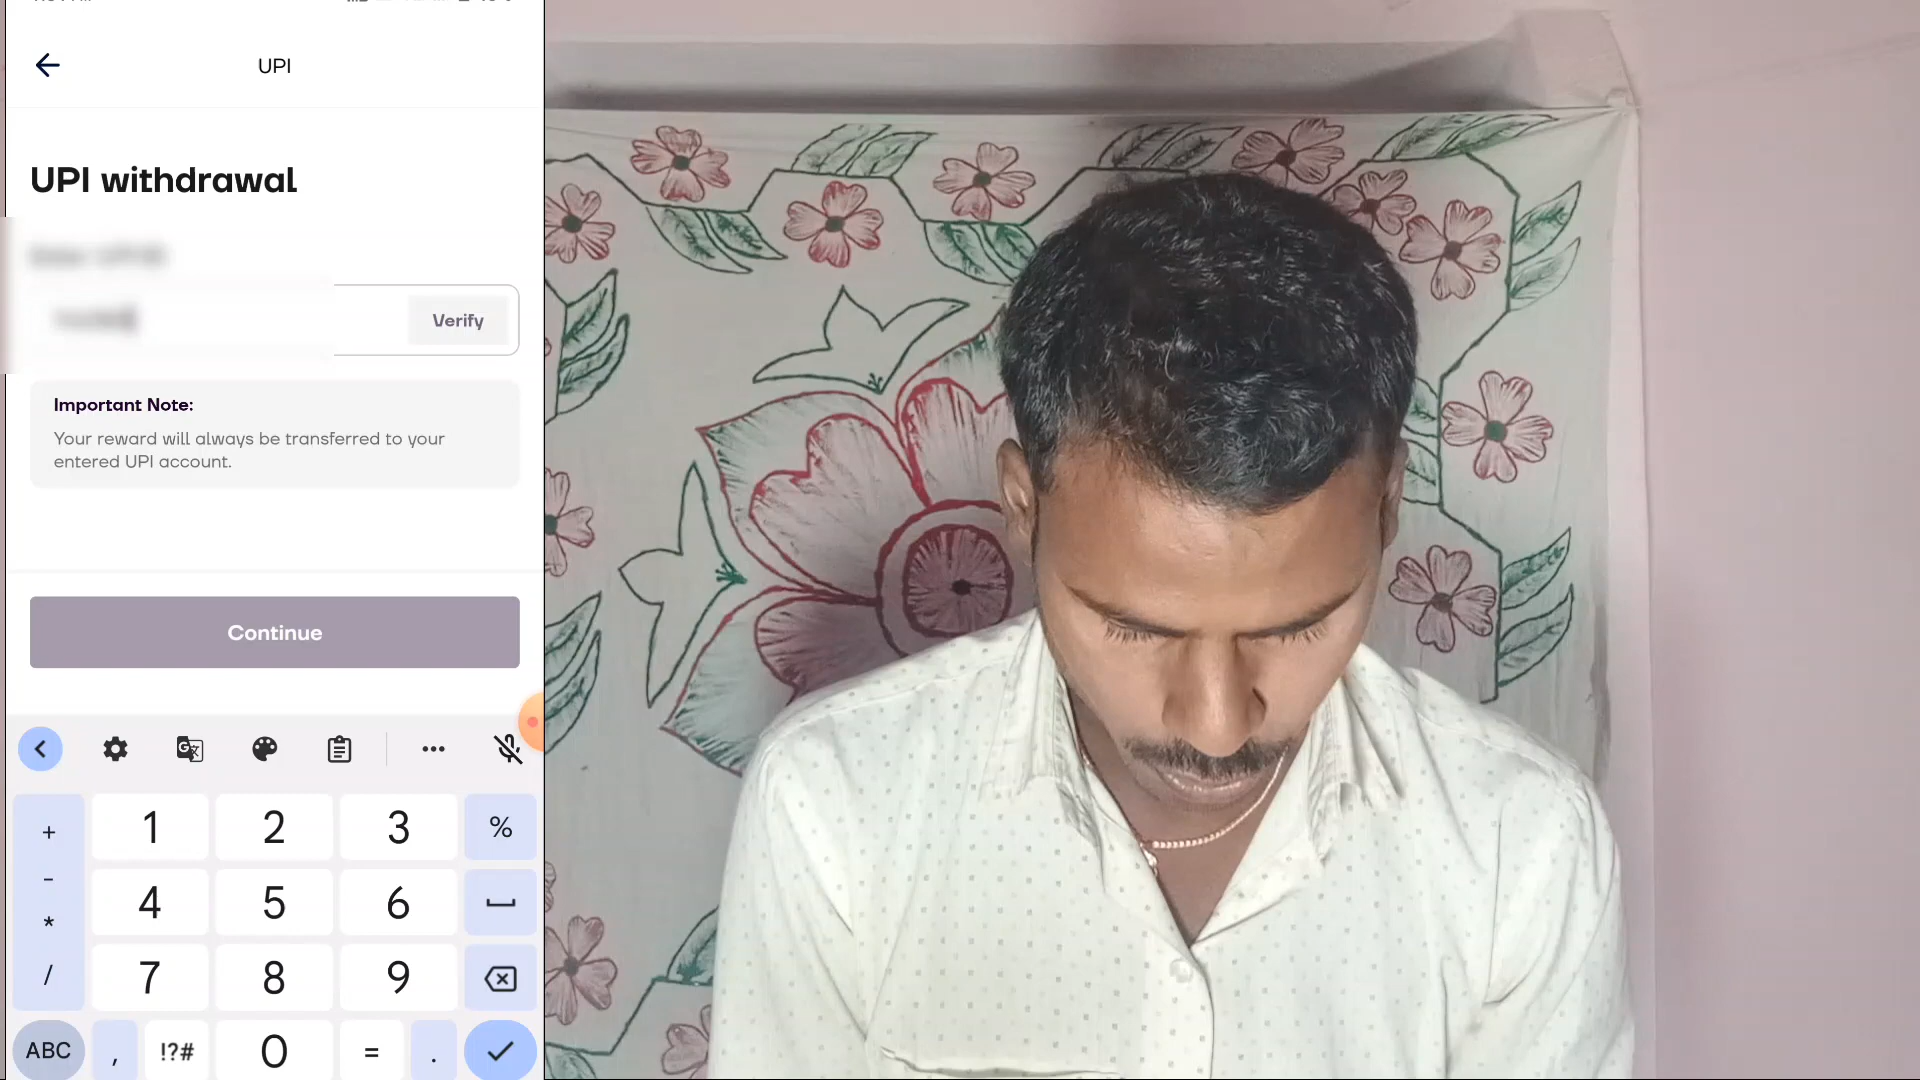 UPI
UPI withdrawal
Verify
Important Note:
Your reward will always be transferred to your
entered UPI account.
Continue
+ 1 2 3 %
- 4 5 6
*
/ 7 8 9
ABC , !?# 0 = .